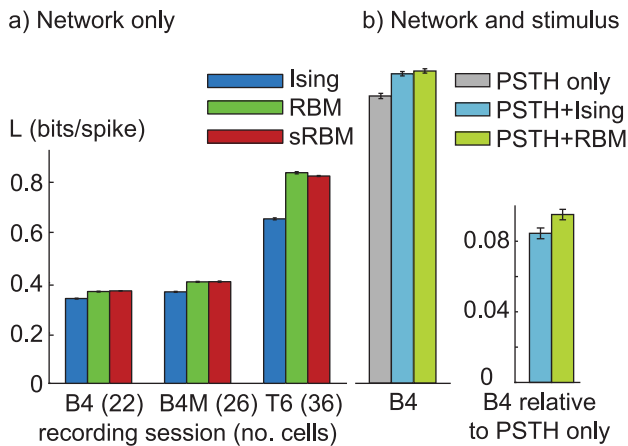 a) Network only
b) Network and stimulus
Ising
RBM
sRBM
L (bits/spike)
0.8
0.6
0.4
0.2
0
B4 (22) B4M (26) T6 (36)
recording session (no. cells)
PSTH only
PSTH+Ising
PSTH+RBM
B4
0.08
0.04
0
B4 relative
to PSTH only